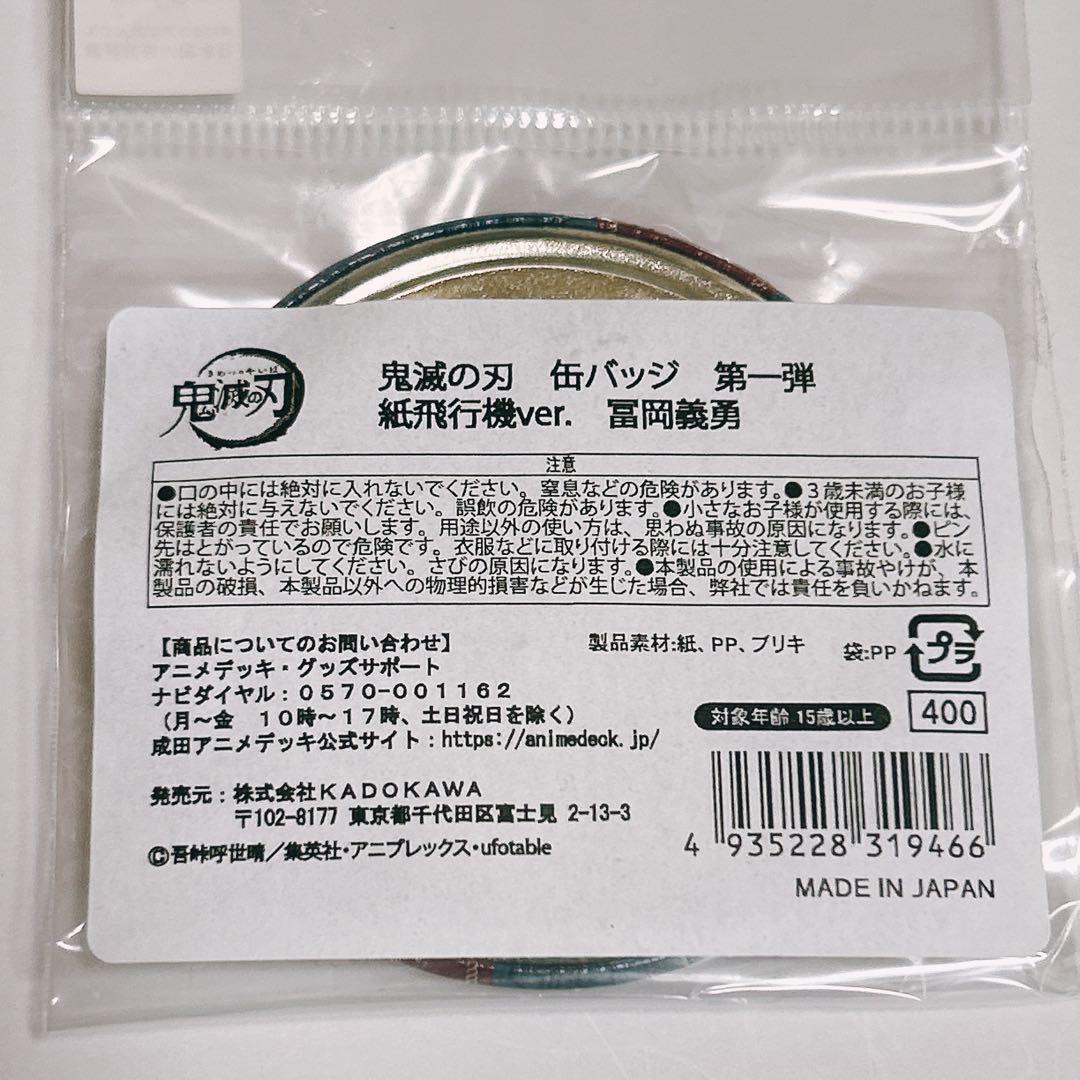 きめつのやいば
鬼滅の刃
鬼滅の刃　缶バッジ　第一弾
紙飛行機ver.　冨岡義勇
注意
●口の中には絶対に入れないでください。窒息などの危険があります。●３歳未満のお子様
には絶対に与えないでください。誤飲の危険があります。●小さなお子様が使用する際には、
保護者の責任でお願いします。用途以外の使い方は、思わぬ事故の原因になります。●ピン
先はとがっているので危険です。衣服などに取り付ける際には十分注意してください。●水に
濡れないようにしてください。さびの原因になります。●本製品の使用による事故やけが、本
製品の破損、本製品以外への物理的損害などが生じた場合、弊社では責任を負いかねます。
【商品についてのお問い合わせ】
アニメデッキ・グッズサポート
ナビダイヤル：０５７０-００１１６２
（月～金　１０時～１７時、土日祝日を除く）
成田アニメデッキ公式サイト：https://animedeck.jp/
製品素材:紙、PP、ブリキ
袋:PP
プラ
対象年齢 15歳以上
400
発売元：株式会社ＫＡＤＯＫＡＷＡ
〒102-8177 東京都千代田区富士見 2-13-3
©吾峠呼世晴／集英社・アニプレックス・ufotable
4 935228 319466
MADE IN JAPAN